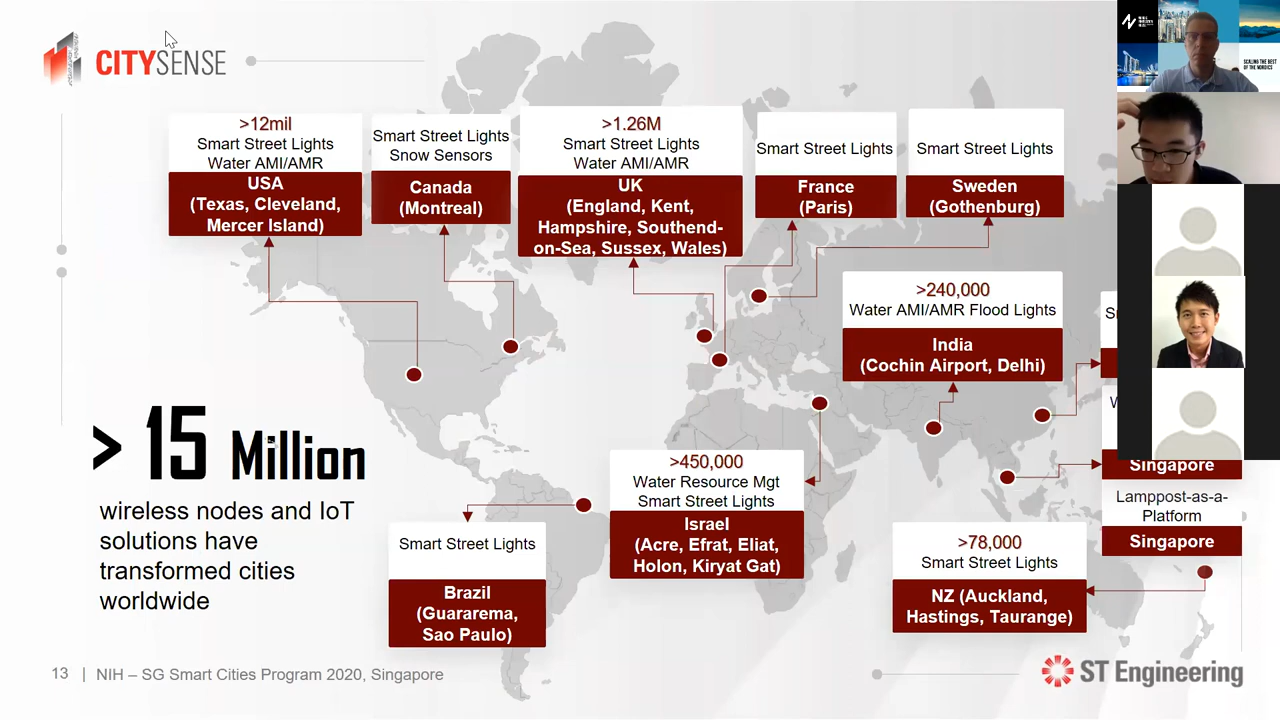 CITYSENSE
>12mil
Smart Street Lights
Water AMI/AMR
USA
(Texas, Cleveland,
Mercer Island)
Smart Street Lights
Snow Sensors
Canada
(Montreal)
>1.26M
Smart Street Lights
Water AMI/AMR
UK
(England, Kent,
Hampshire, Southend-
on-Sea, Sussex, Wales)
Smart Street Lights
France
(Paris)
Smart Street Lights
Sweden
(Gothenburg)
SCALING THE BEST
OF THE NORDICS
>240,000
Water AMI/AMR Flood Lights
India
(Cochin Airport, Delhi)
> 15 Million
wireless nodes and IoT
solutions have
transformed cities
worldwide
>450,000
Water Resource Mgt
Smart Street Lights
Israel
(Acre, Efrat, Eliat,
Holon, Kiryat Gat)
Singapore
Lamppost-as-a-
Platform
Singapore
Smart Street Lights
Brazil
(Guararema,
Sao Paulo)
>78,000
Smart Street Lights
NZ (Auckland,
Hastings, Taurange)
13 | NIH – SG Smart Cities Program 2020, Singapore
ST Engineering